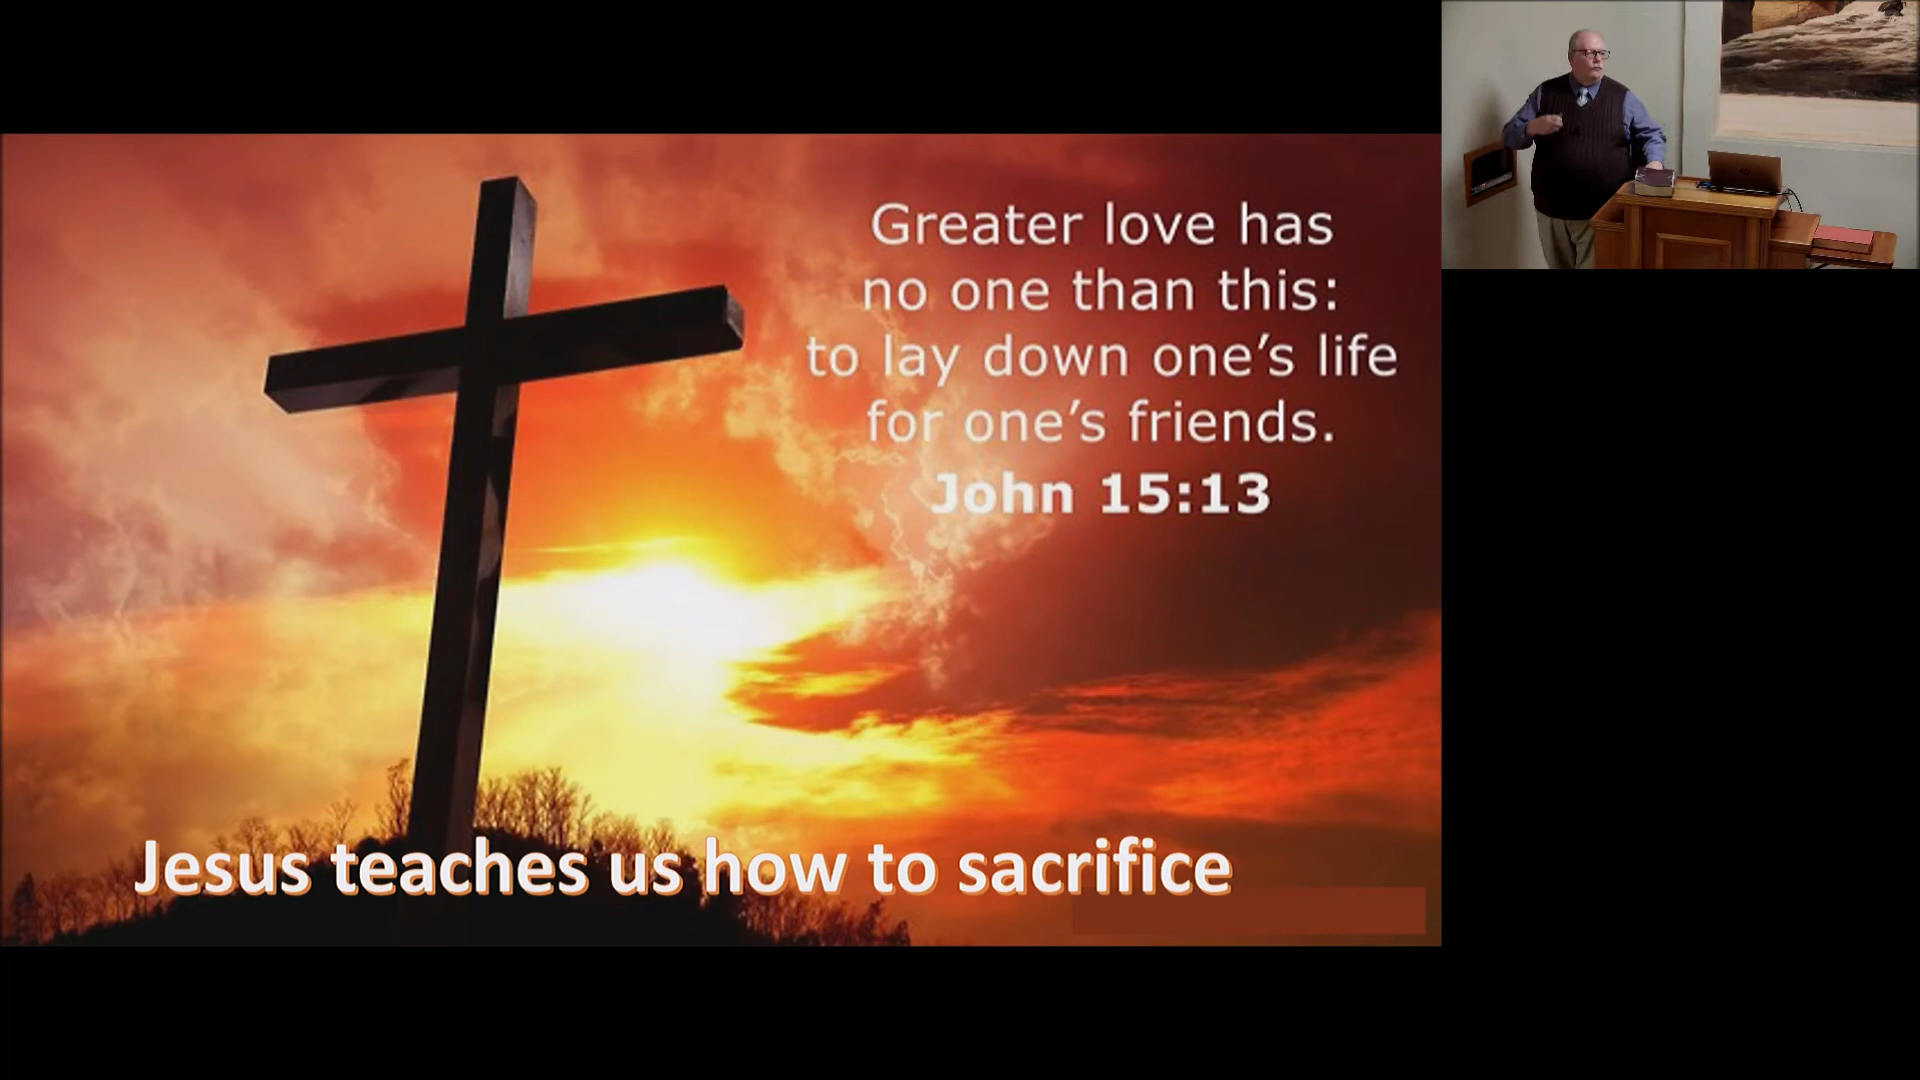 Greater love has
no one than this:
to lay down one's life
for one's friends.
John 15:13
Jesus teaches us how to sacrifice